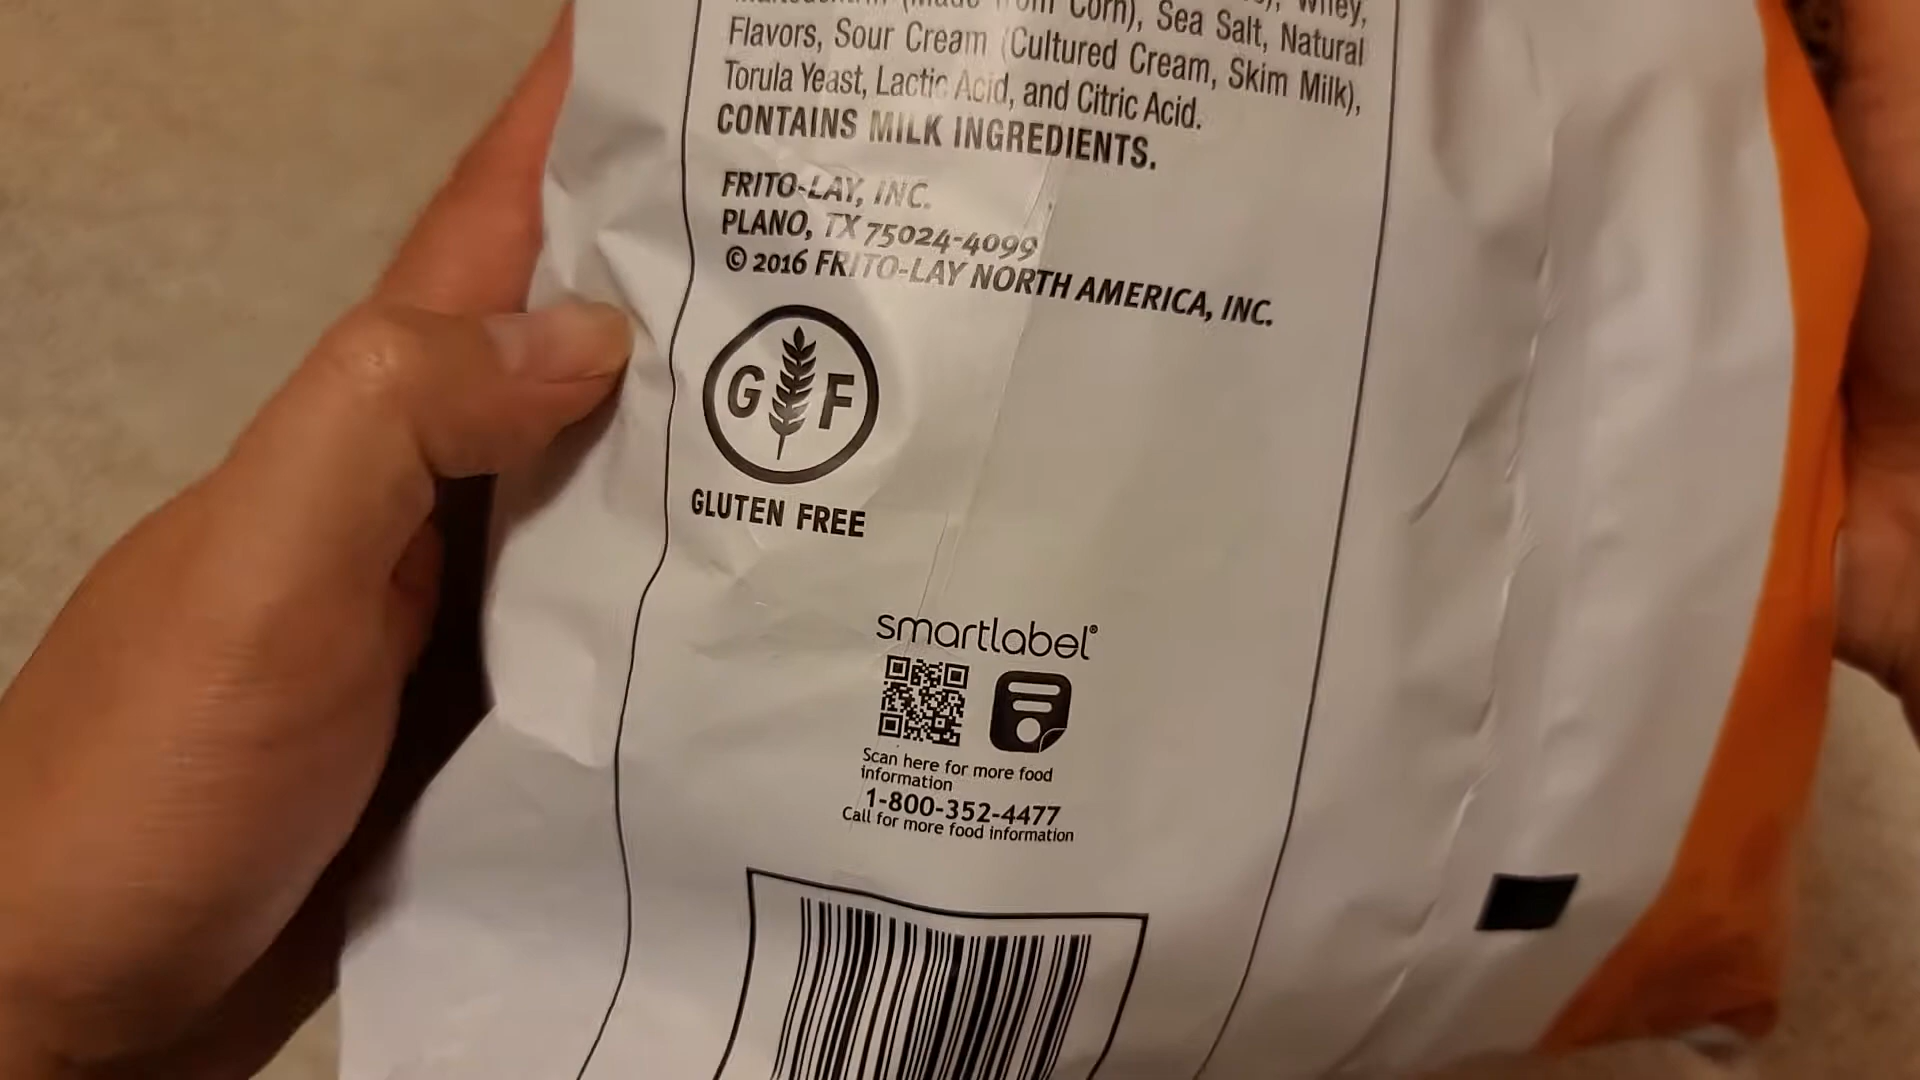 (Made from Corn), Sea Salt, Natural
Flavors, Sour Cream (Cultured Cream, Skim Milk),
Torula Yeast, Lactic Acid, and Citric Acid.
CONTAINS MILK INGREDIENTS.
FRITO-LAY, INC.
PLANO, TX 75024-4099
© 2016 FRITO-LAY NORTH AMERICA, INC.
G F
GLUTEN FREE
smartlabel®
Scan here for more food
information
1-800-352-4477
Call for more food information